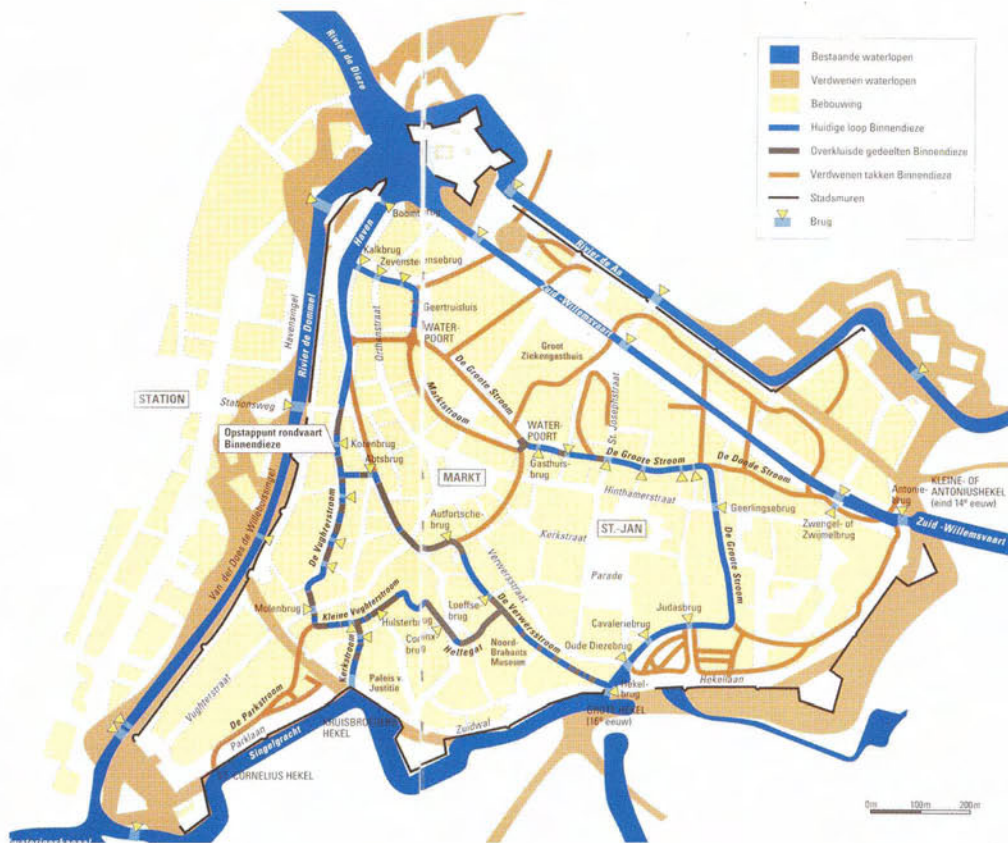 Rivier de Dieze
Bestaande waterlopen
Verdwenen waterlopen
Bebouwing
Huidige loop Binnendieze
Overkluisde gedeelten Binnendieze
Verdwenen takken Binnendieze
Stadsmuren
Brug
Haven
Kalkbrug
Rivier de Aa
Zuid-Willemsvaart
Havensingel
Rivier de Dommel
Orthenstraat
Geertruisluis
WATER-
POORT
Groot
Ziekengasthuis
De Groote Stroom
Marktstroom
STATION
Stationsweg
Opstappunt rondvaart
Binnendieze
Korenbrug
Abtsbrug
MARKT
WATER-
POORT
Gasthuis-
brug
St. Josephstraat
De Groote Stroom
De Doode Stroom
Hinthamerstraat
Antonie-
brug
KLEINE- OF
ANTONIUSHEKEL
(eind 14e eeuw)
Zuid-Willemsvaart
Geerlingsebrug
Zwengel- of
Zwijmelbrug
Autfortsche-
brug
Kerkstraat
ST.-JAN
De Groote Stroom
Van der Does de Willeboissingel
De Vughterstroom
Verwersstraat
Parade
Molenbrug
Kleine Vughterstroom
Hulsterbrug
Loeffse-
brug
De Verwersstroom
Judasbrug
Cavaleriebrug
Oude Diezebrug
Noord-
Brabants
Museum
Hellegat
Kerkstroom
Paleis v.
Justitie
Hekel-
brug
Hekellaan
GROTE HEKEL
(16e eeuw)
Vughterstraat
De Parkstroom
Parklaan
Singelgracht
HEKEL
Zuidwal
CORNELIUS HEKEL
0m 100m 200m